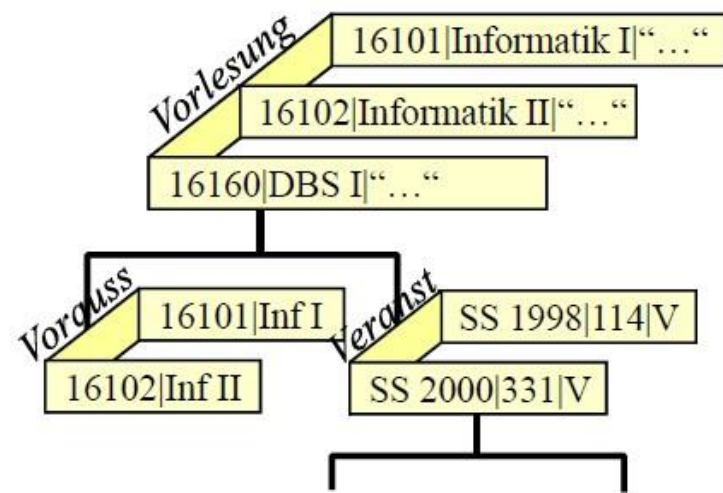 Vorlesung
16101|Informatik I|“…“
16102|Informatik II|“…“
16160|DBS I|“…“
Vorauss
16101|Inf I
16102|Inf II
Veranst
SS 1998|114|V
SS 2000|331|V